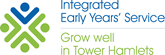 Integrated
Early Years' Service
Grow well
in Tower Hamlets